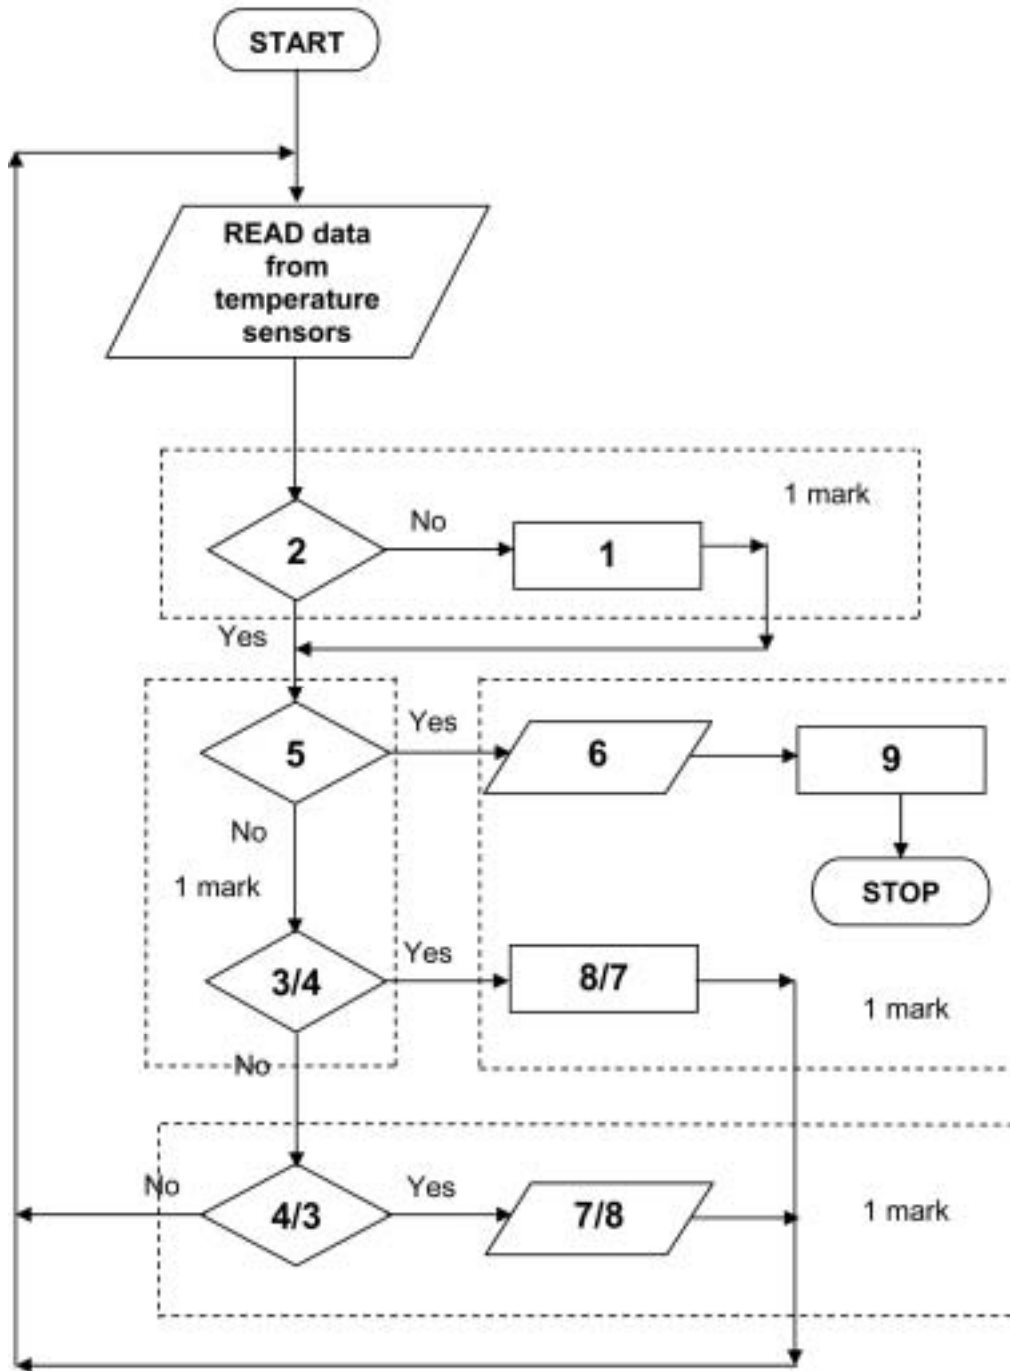 START
READ data
from
temperature
sensors
1 mark
No
2
1
Yes
Yes
5
6
9
No
1 mark
STOP
Yes
3/4
8/7
1 mark
No
No
Yes
4/3
7/8
1 mark